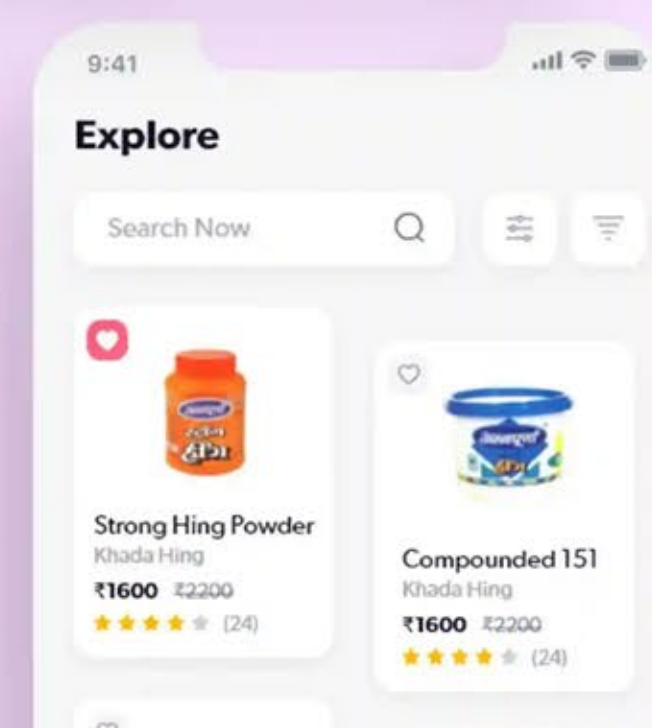 9:41
Explore
Search Now
Strong Hing Powder
Khada Hing
₹1600 ₹2200
(24)
Compounded 151
Khada Hing
₹1600 ₹2200
(24)